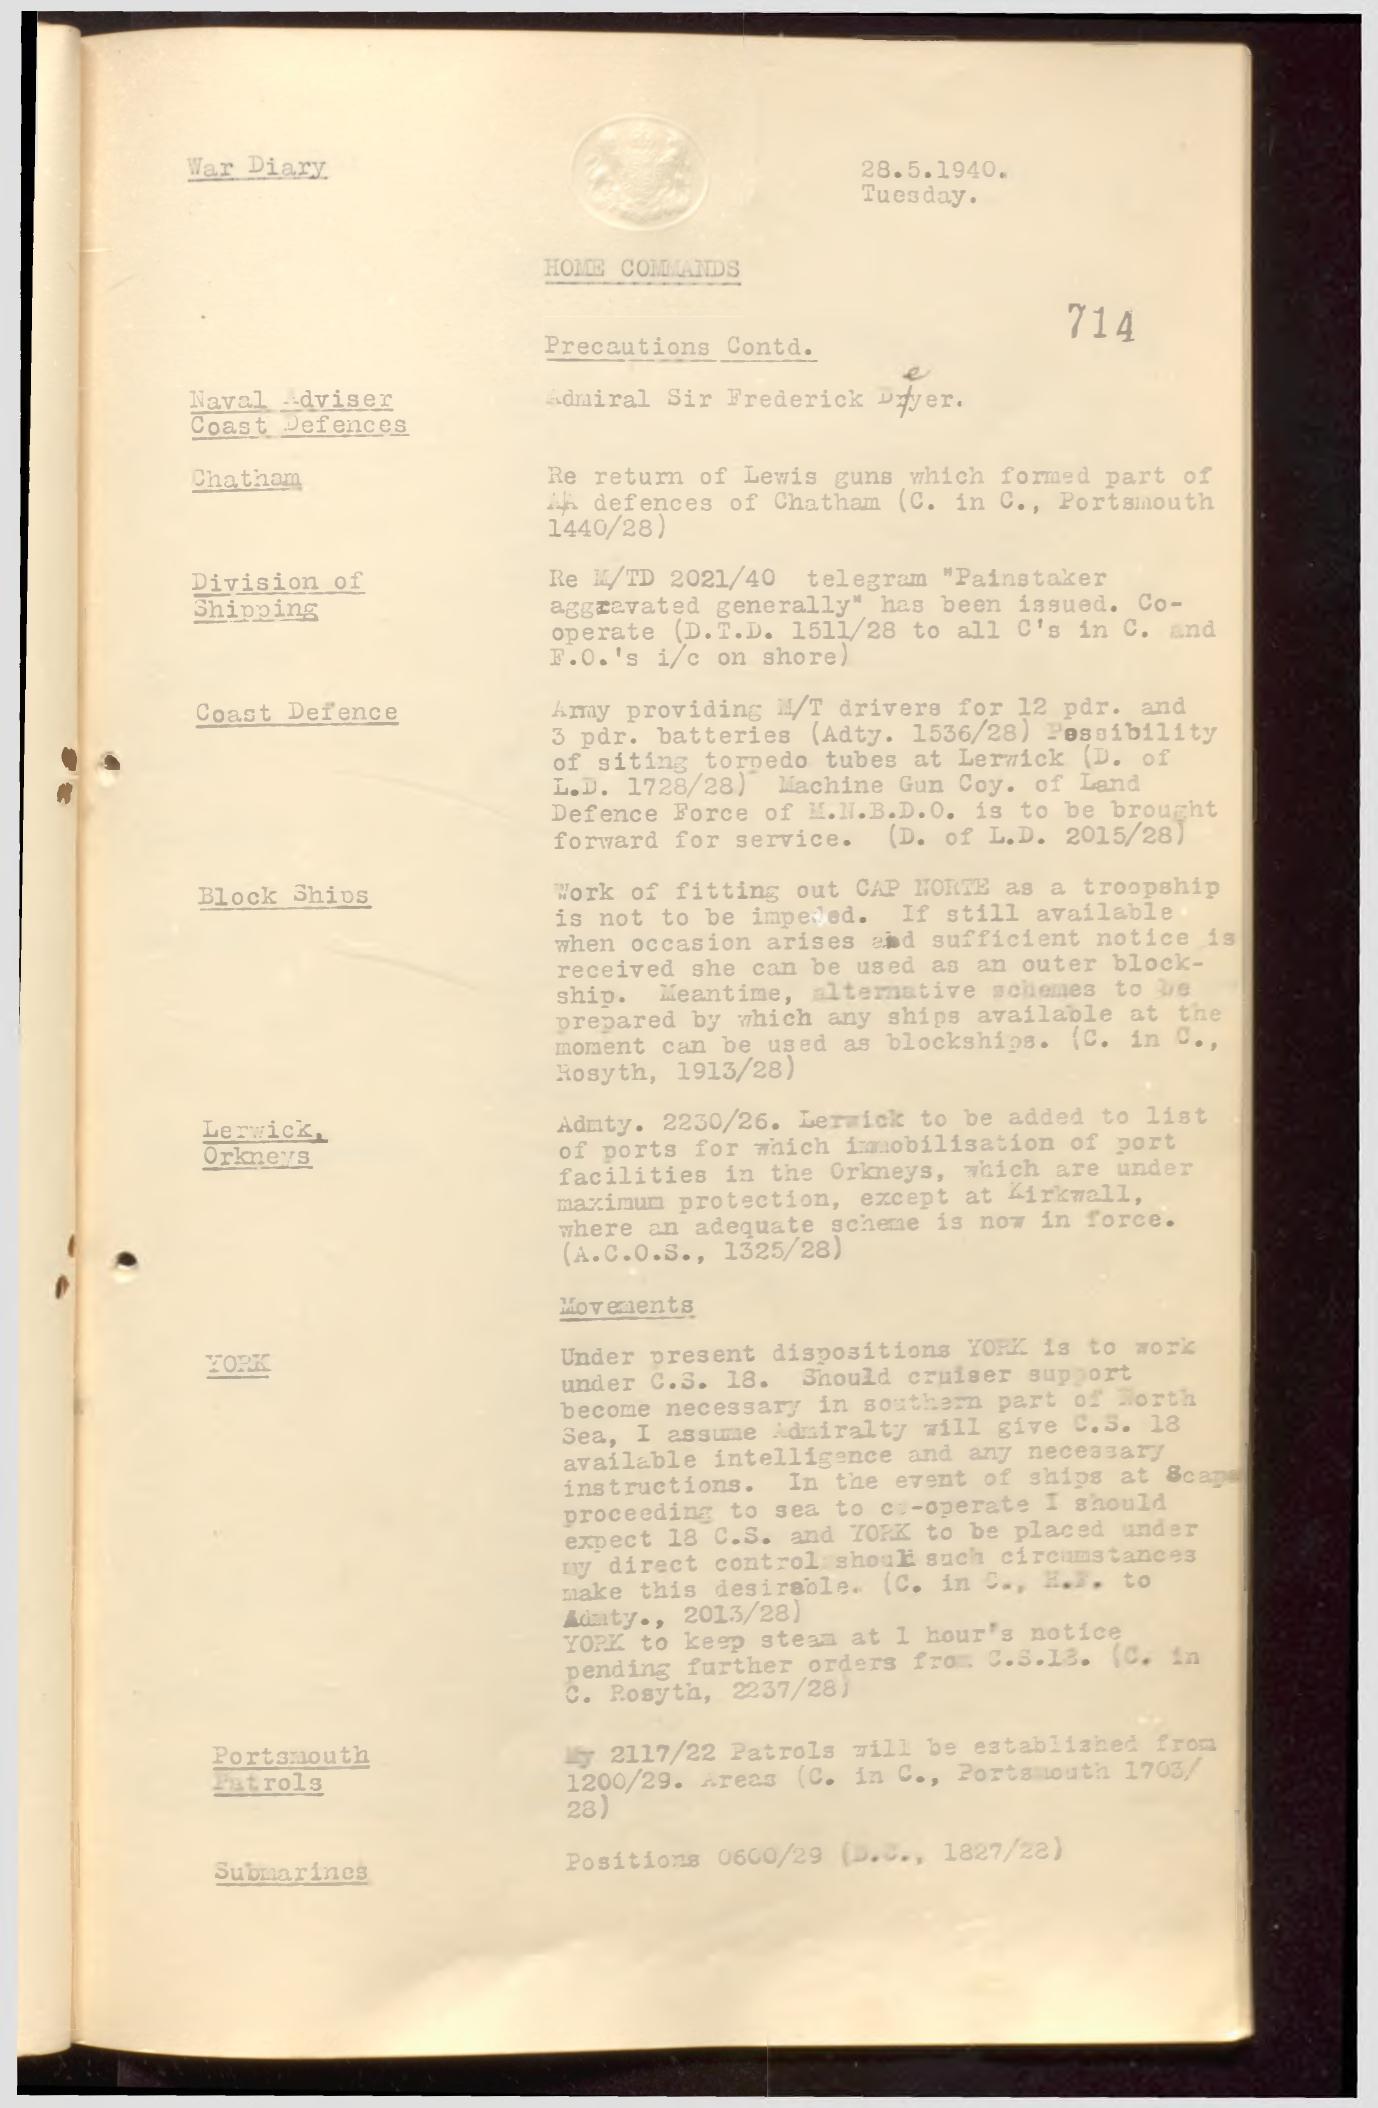 War Diary
28.5.1940.
Tuesday.
HOME COMMANDS
714
Precautions Contd.
Naval Adviser
Coast Defences
Admiral Sir Frederick Dreyer.
Chatham
Re return of Lewis guns which formed part of
AA defences of Chatham (C. in C., Portsmouth
1440/28)
Division of
Shipping
Re M/TD 2021/40 telegram "Painstaker
aggravated generally" has been issued. Co-
operate (D.T.D. 1511/28 to all C's in C. and
F.O.'s i/c on shore)
Coast Defence
Army providing M/T drivers for 12 pdr. and
3 pdr. batteries (Adty. 1536/28) Possibility
of siting torpedo tubes at Lerwick (D. of
L.D. 1728/28) Machine Gun Coy. of Land
Defence Force of M.N.B.D.O. is to be brought
forward for service. (D. of L.D. 2015/28)
Block Ships
Work of fitting out CAP NORTE as a troopship
is not to be impeded. If still available
when occasion arises and sufficient notice is
received she can be used as an outer block-
ship. Meantime, alternative schemes to be
prepared by which any ships available at the
moment can be used as blockships. (C. in C.,
Rosyth, 1913/28)
Lerwick,
Orkneys
Admty. 2230/26. Lerwick to be added to list
of ports for which immobilisation of port
facilities in the Orkneys, which are under
maximum protection, except at Kirkwall,
where an adequate scheme is now in force.
(A.C.O.S., 1325/28)
Movements
YORK
Under present dispositions YORK is to work
under C.S. 18. Should cruiser support
become necessary in southern part of North
Sea, I assume Admiralty will give C.S. 18
available intelligence and any necessary
instructions. In the event of ships at Scapa
proceeding to sea to co-operate I should
expect 18 C.S. and YORK to be placed under
my direct control should such circumstances
make this desirable. (C. in C., H.F. to
Admty., 2013/28)
YORK to keep steam at 1 hour's notice
pending further orders from C.S.18. (C. in
C. Rosyth, 2237/28)
Portsmouth
Patrols
My 2117/22 Patrols will be established from
1200/29. Areas (C. in C., Portsmouth 1703/
28)
Submarines
Positions 0600/29 (D.C., 1827/28)